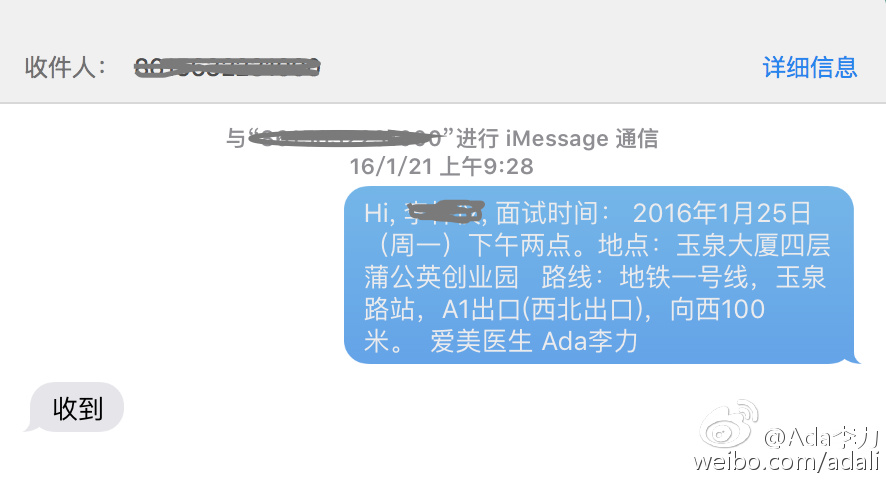 收件人：
详细信息
与“ ”进行 iMessage 通信
16/1/21 上午9:28
Hi, , 面试时间： 2016年1月25日
（周一）下午两点。地点：玉泉大厦四层
蒲公英创业园 路线：地铁一号线，玉泉
路站，A1出口(西北出口)，向西100
米。 爱美医生 Ada李力
收到
@Ada李力
weibo.com/adali